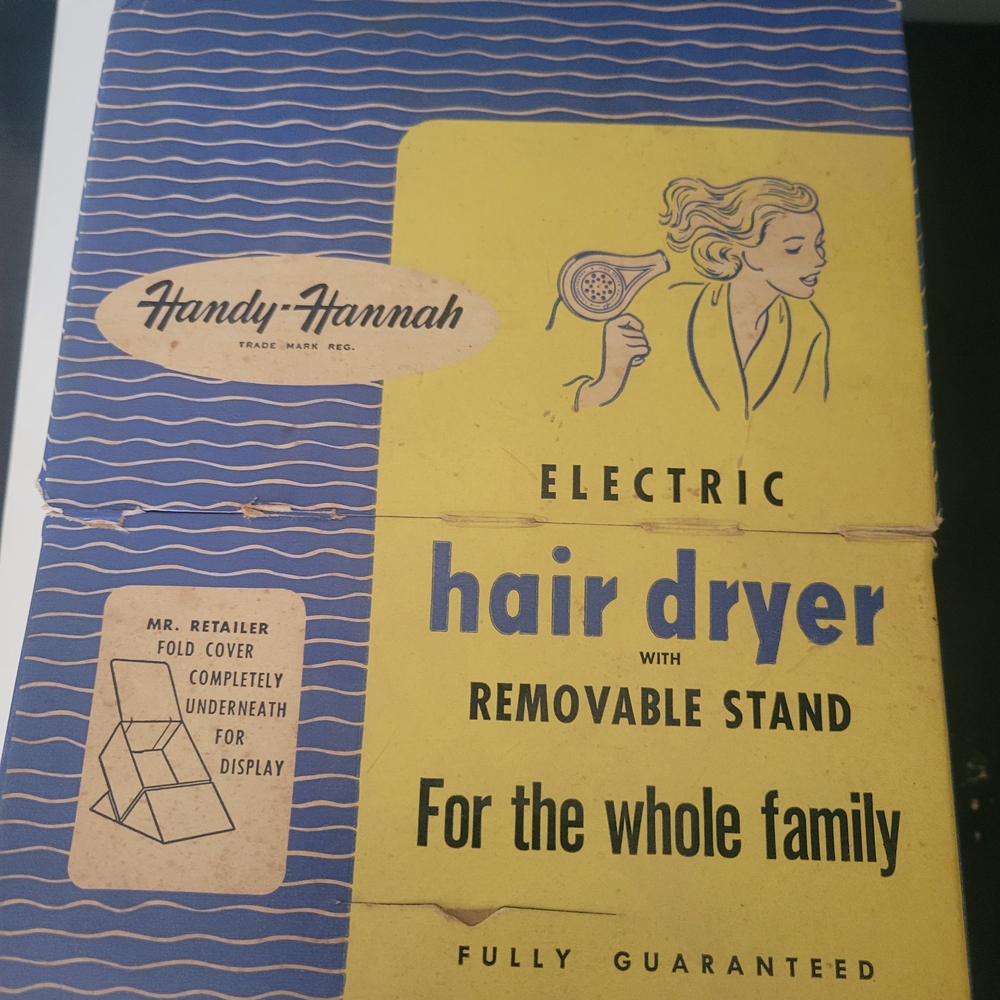 Handy-Hannah
TRADE MARK REG.
ELECTRIC
hair dryer
WITH
REMOVABLE STAND
For the whole family
FULLY GUARANTEED
MR. RETAILER
FOLD COVER
COMPLETELY
UNDERNEATH
FOR
DISPLAY